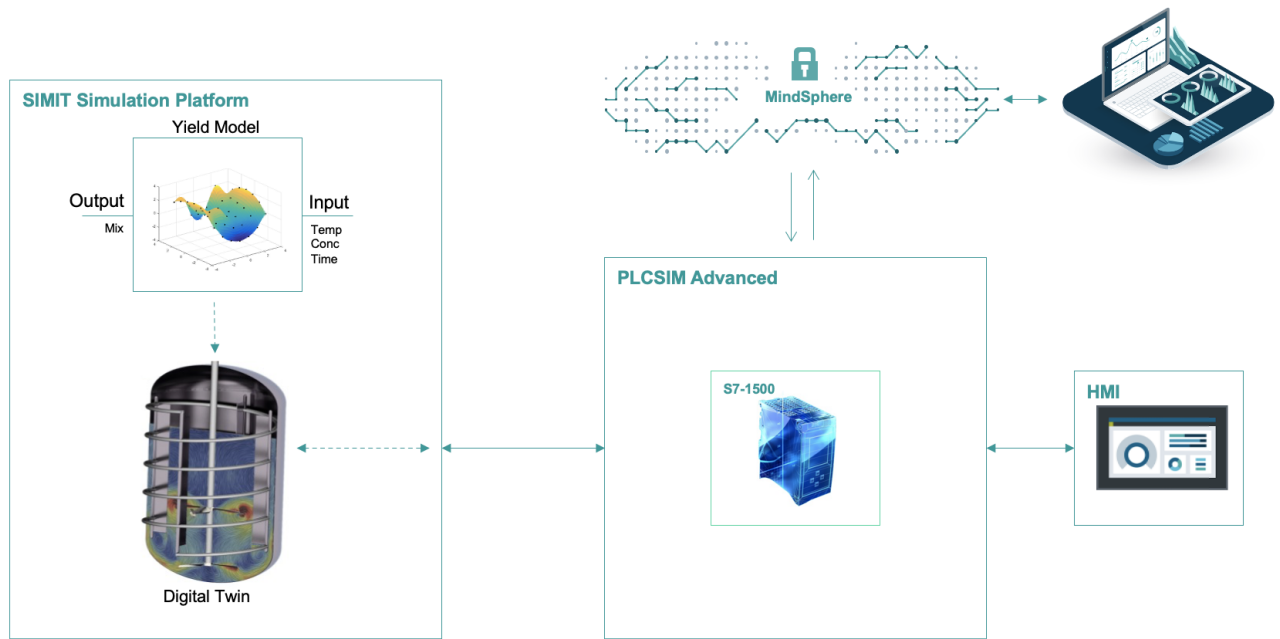 SIMIT Simulation Platform
Yield Model
Output
Mix
Input
Temp
Conc
Time
Digital Twin
MindSphere
PLCSIM Advanced
S7-1500
HMI